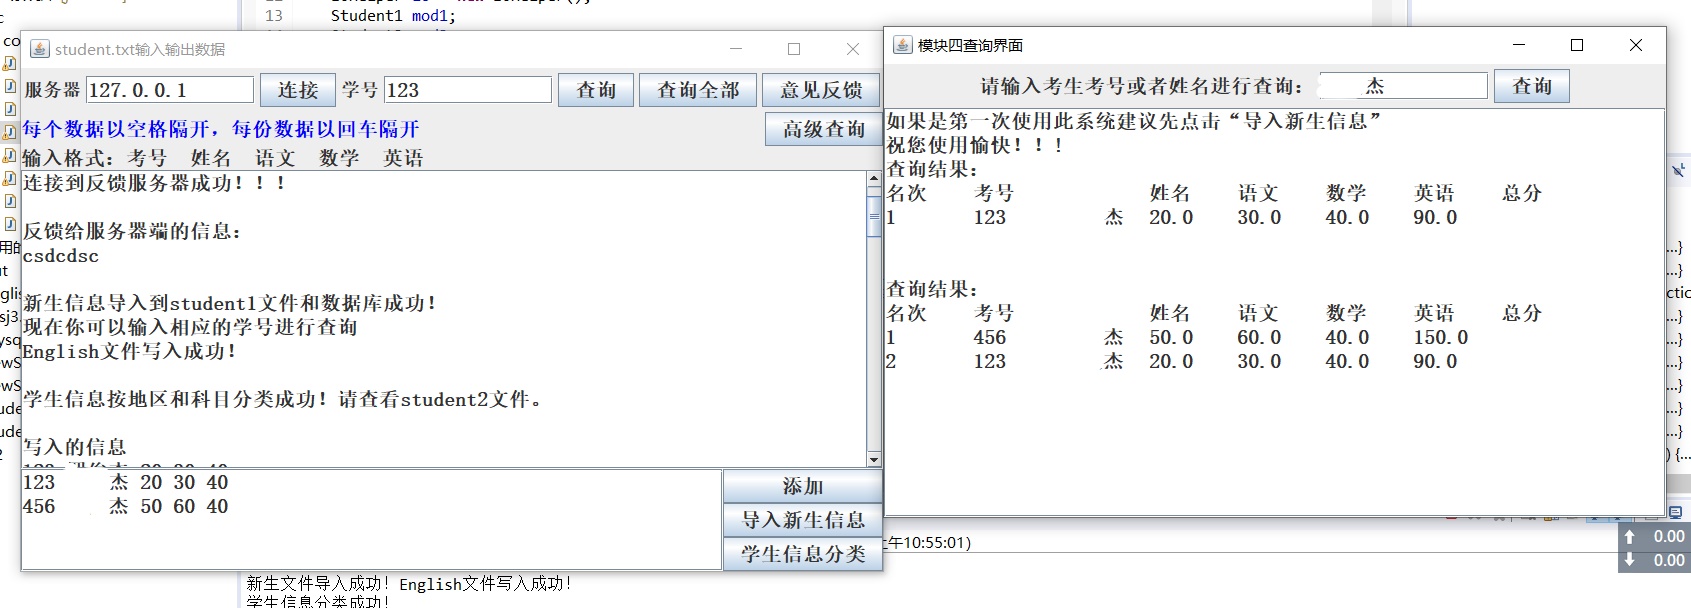 13 Student1 mod1;
student.txt输入输出数据
服务器 127.0.0.1 连接 学号 123 查询 查询全部 意见反馈
每个数据以空格隔开，每份数据以回车隔开 高级查询
输入格式：考号 姓名 语文 数学 英语
连接到反馈服务器成功！！！
反馈给服务器端的信息：
csdcdsc
新生信息导入到student1文件和数据库成功！
现在你可以输入相应的学号进行查询
English文件写入成功！
学生信息按地区和科目分类成功！请查看student2文件。
写入的信息
123 杰 20 30 40
456 杰 50 60 40
添加
导入新生信息
学生信息分类
模块四查询界面
请输入考生考号或者姓名进行查询： 杰 查询
如果是第一次使用此系统建议先点击“导入新生信息”
祝您使用愉快！！！
查询结果：
名次 考号 姓名 语文 数学 英语 总分
1 123 杰 20.0 30.0 40.0 90.0
查询结果：
名次 考号 姓名 语文 数学 英语 总分
1 456 杰 50.0 60.0 40.0 150.0
2 123 杰 20.0 30.0 40.0 90.0
午10:55:01)
0.00
0.00
新生文件导入成功！English文件写入成功！
学生信息分类成功！